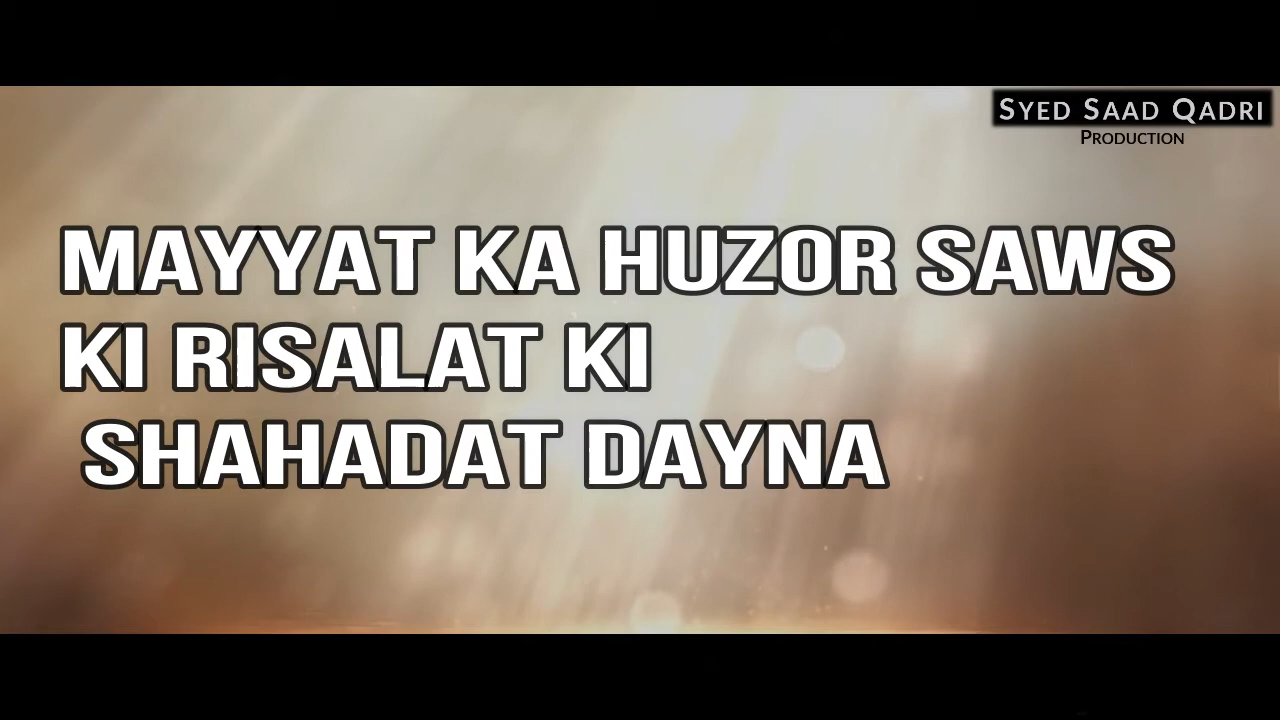 SYED SAAD QADRI
PRODUCTION
MAYYAT KA HUZOR SAWS
KI RISALAT KI
SHAHADAT DAYNA